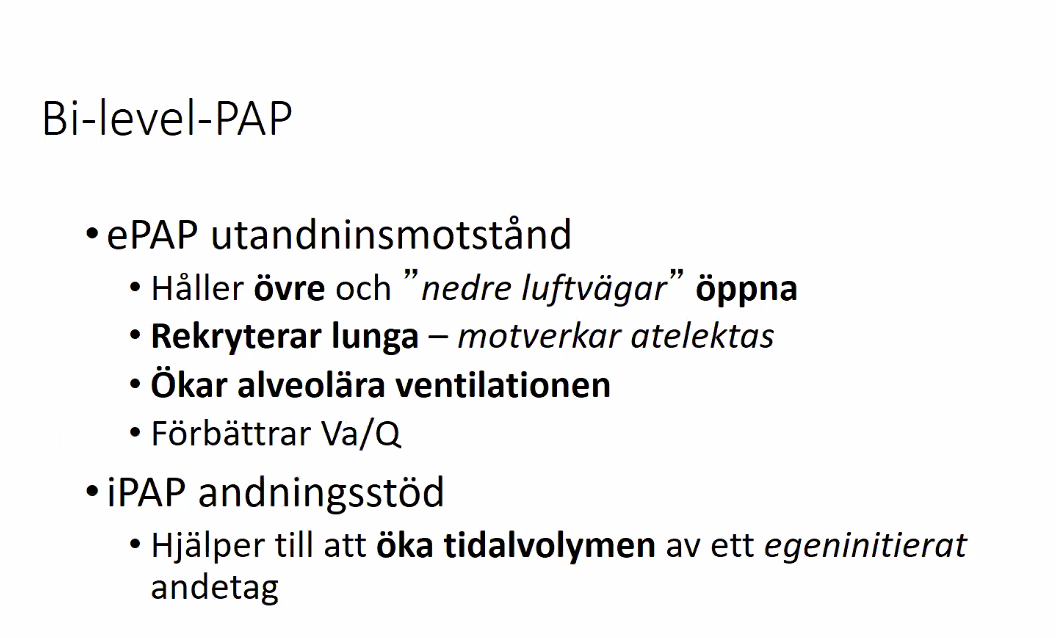 Bi-level-PAP
• ePAP utandninsmotstånd
• Håller övre och ”nedre luftvägar” öppna
• Rekryterar lunga – motverkar atelektas
• Ökar alveolära ventilationen
• Förbättrar Va/Q
• iPAP andningsstöd
• Hjälper till att öka tidalvolymen av ett egeninitierat
andetag